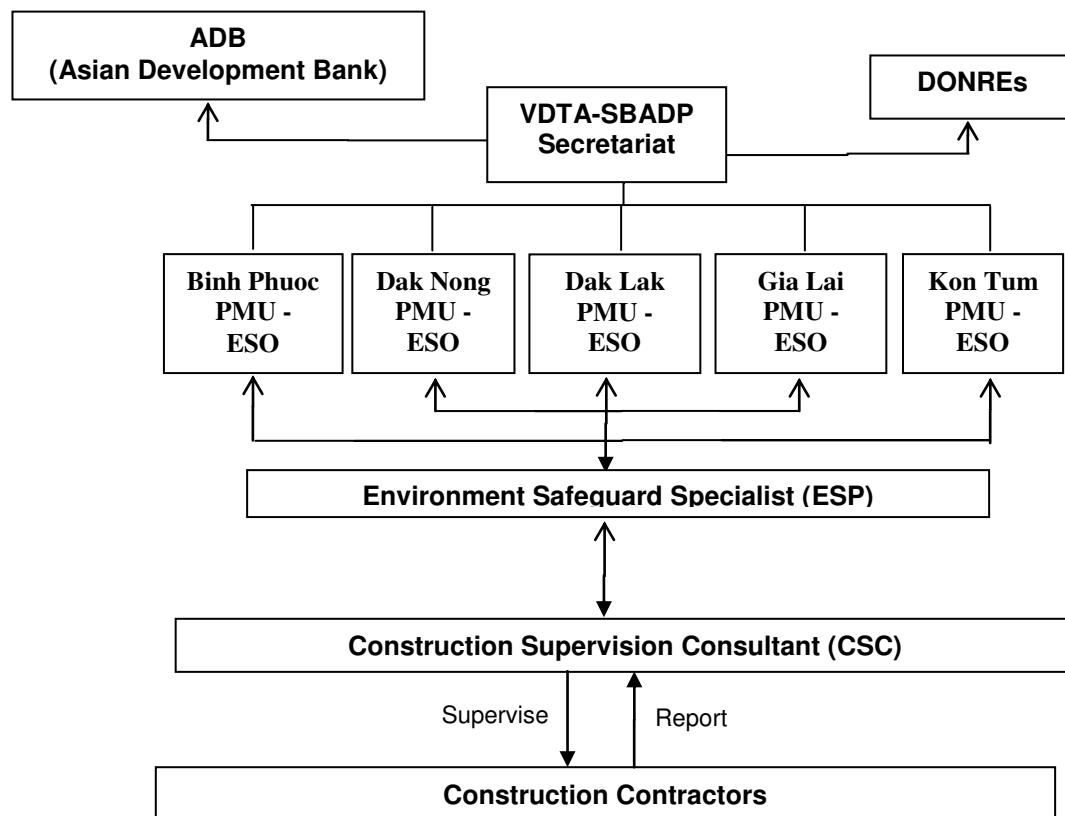 ADB
(Asian Development Bank)
DONREs
VDTA-SBADP
Secretariat
Binh Phuoc
PMU -
ESO
Dak Nong
PMU -
ESO
Dak Lak
PMU -
ESO
Gia Lai
PMU -
ESO
Kon Tum
PMU -
ESO
Environment Safeguard Specialist (ESP)
Construction Supervision Consultant (CSC)
Supervise
Report
Construction Contractors